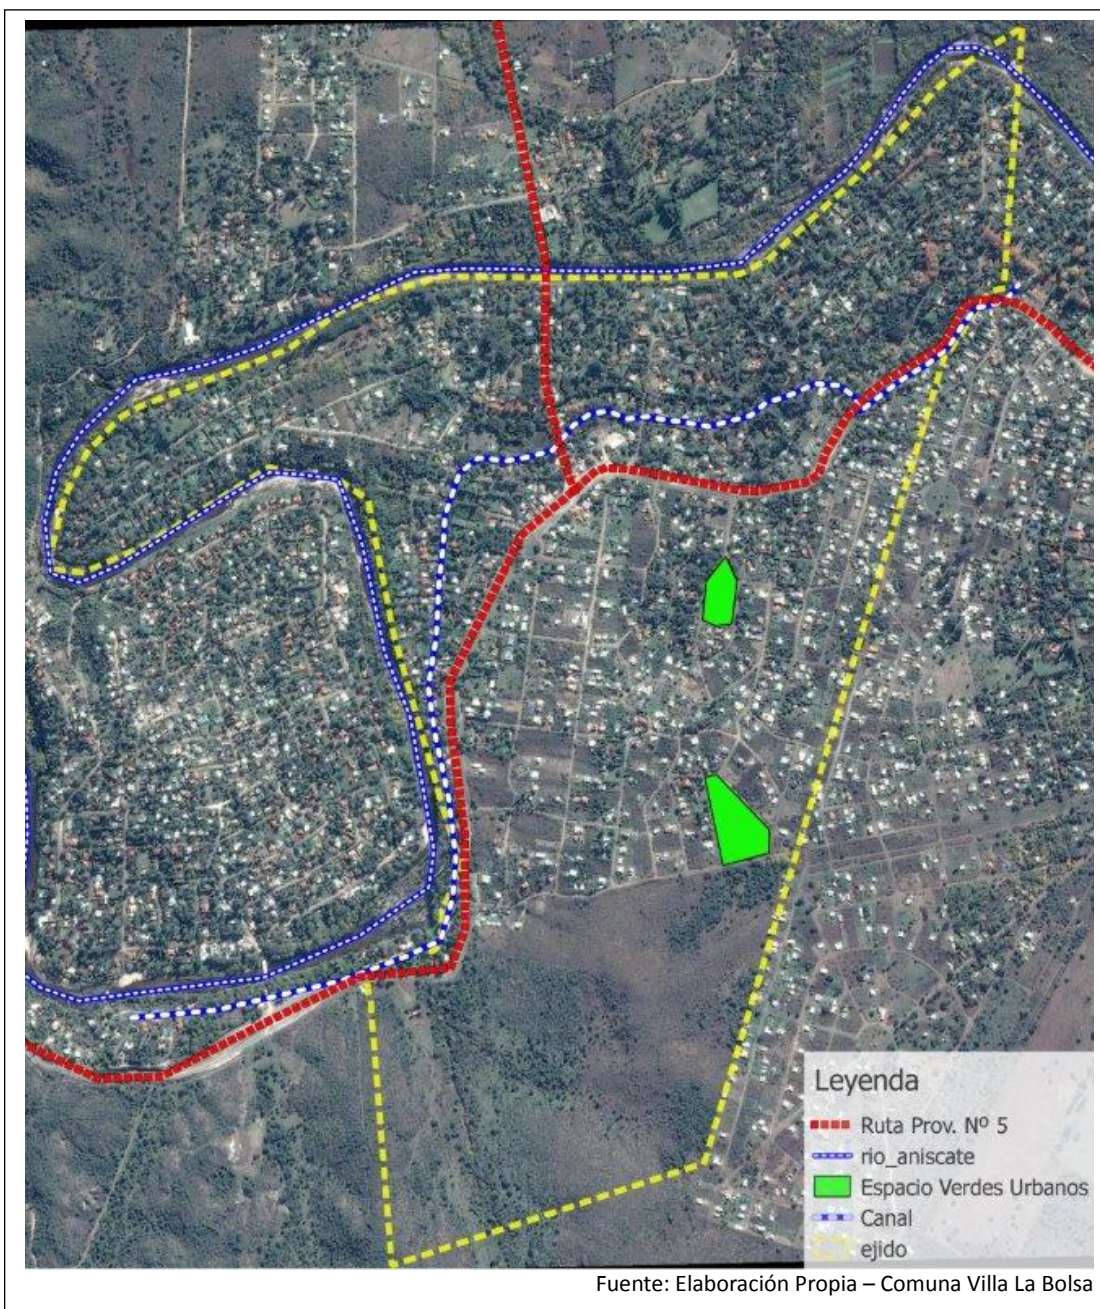 Leyenda
Ruta Prov. Nº 5
rio_aniscate
Espacio Verdes Urbanos
Canal
ejido
Fuente: Elaboración Propia – Comuna Villa La Bolsa